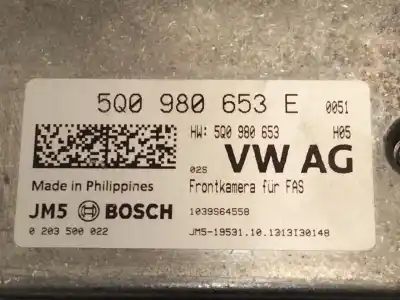 5Q0 980 653 E 0051
HW: 5Q0 980 653 H05
02S VW AG
Made in Philippines Frontkamera für FAS
JM5 BOSCH 1039S64558
0 203 500 022 JM5-19531.10.1313I30148